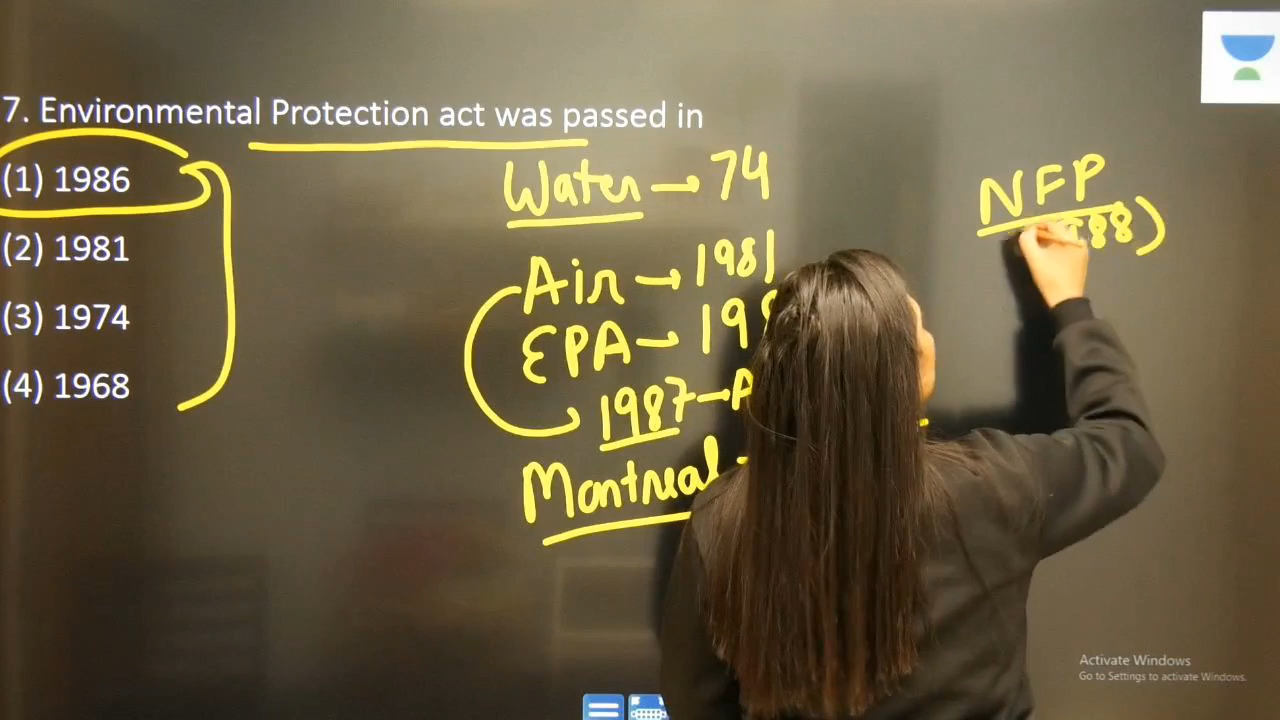 7. Environmental Protection act was passed in
(1) 1986
(2) 1981
(3) 1974
(4) 1968
Water → 74
Air → 1981
EPA →
1987 →
Montreal
NFP
Activate Windows
Go to Settings to activate Windows.